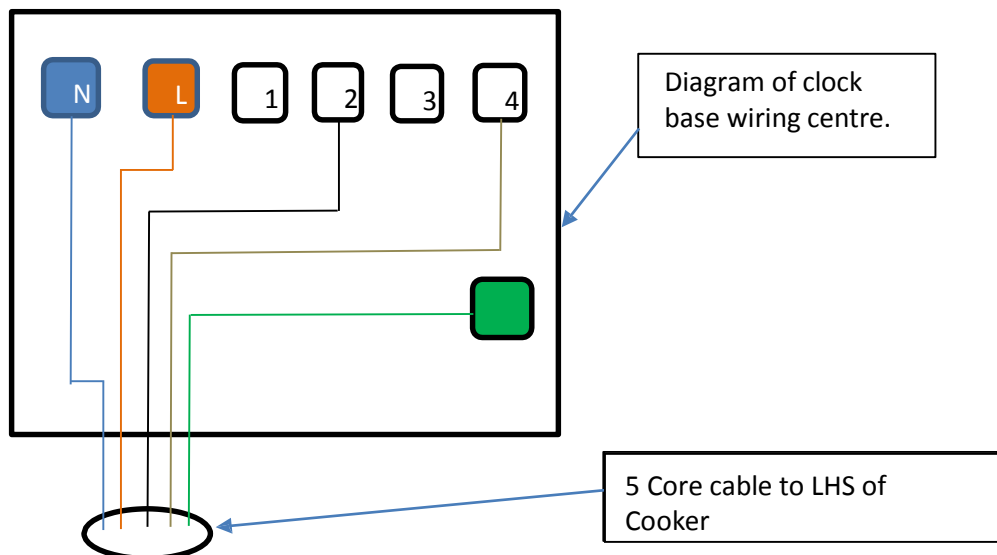 N L 1 2 3 4
Diagram of clock
base wiring centre.
5 Core cable to LHS of
Cooker